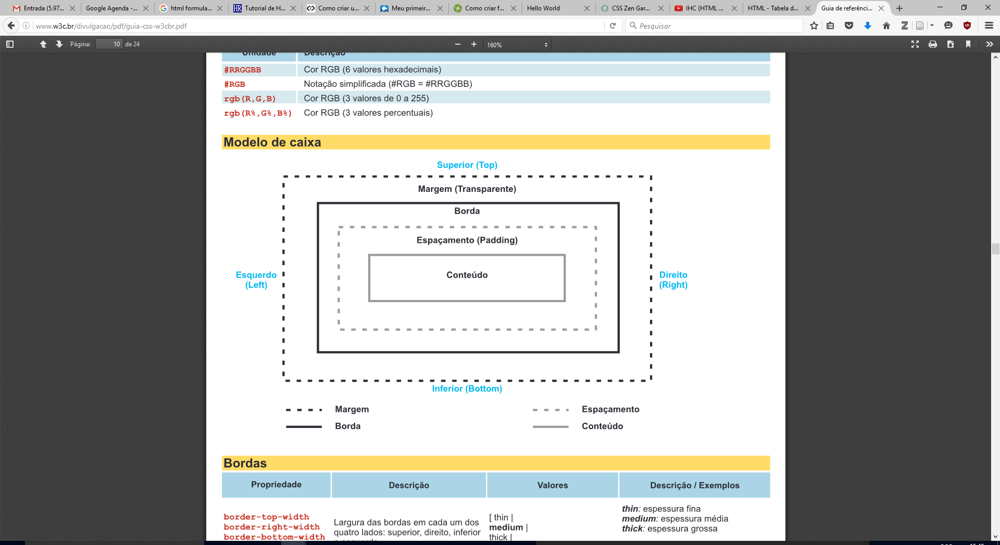 Entrada (5.97...
Google Agenda -...
html formula...
Tutorial de H...
Como criar u...
Meu primeir...
Como criar f...
Hello World
CSS Zen Gar...
IHC (HTML ...
HTML - Tabela d...
Guia de referênci...
www.w3c.br/divulgacao/pdf/guia-css-w3cbr.pdf
Pesquisar
Página: 10 de 24
160%
Unidade Descrição
#RRGGBB Cor RGB (6 valores hexadecimais)
#RGB Notação simplificada (#RGB = #RRGGBB)
rgb(R,G,B) Cor RGB (3 valores de 0 a 255)
rgb(R%,G%,B%) Cor RGB (3 valores percentuais)
Modelo de caixa
Superior (Top)
Margem (Transparente)
Borda
Espaçamento (Padding)
Conteúdo
Esquerdo
(Left)
Direito
(Right)
Inferior (Bottom)
Margem
Espaçamento
Borda
Conteúdo
Bordas
Propriedade Descrição Valores Descrição / Exemplos
border-top-width
border-right-width
border-bottom-width
Largura das bordas em cada um dos
quatro lados: superior, direito, inferior
[ thin |
medium |
thick |
thin: espessura fina
medium: espessura média
thick: espessura grossa